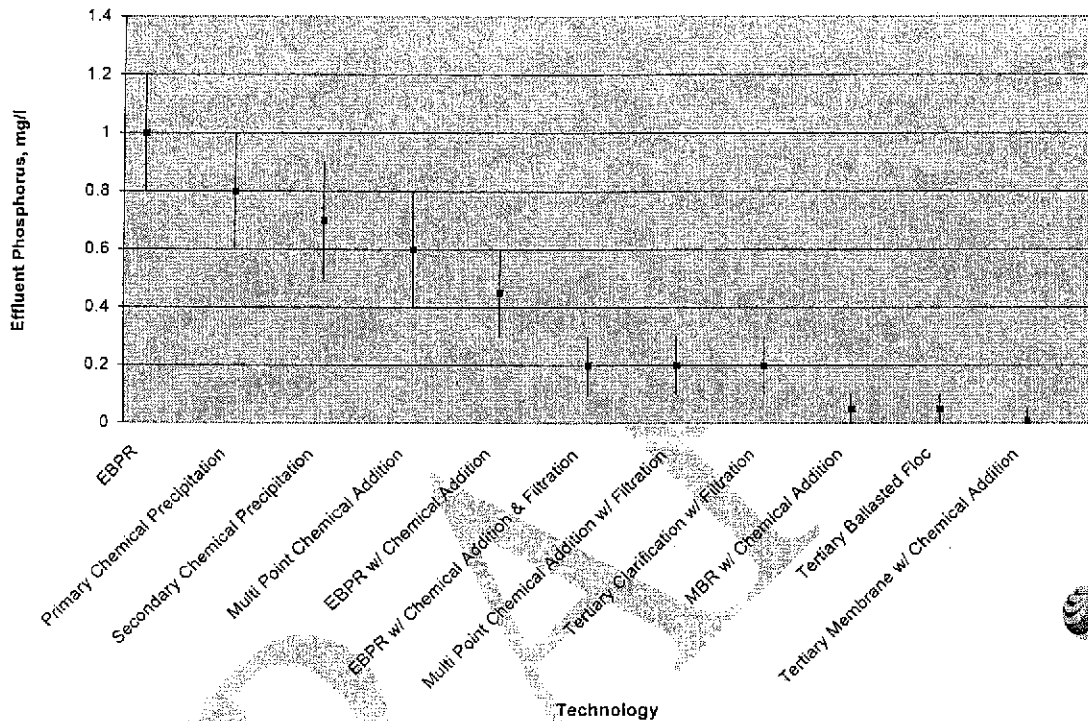 1.4
1.2
1
0.8
0.6
0.4
0.2
0
Effluent Phosphorus, mg/l
EBPR
Primary Chemical Precipitation
Secondary Chemical Precipitation
Multi Point Chemical Addition
EBPR w/ Chemical Addition
EBPR w/ Chemical Addition & Filtration
Multi Point Chemical Addition w/ Filtration
Tertiary Clarification w/ Filtration
MBR w/ Chemical Addition
Tertiary Ballasted Floc
Tertiary Membrane w/ Chemical Addition
Technology